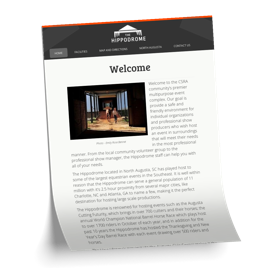 THE
HIPPODROME
HOME FACILITIES MAP AND DIRECTIONS NORTH AUGUSTA CONTACT US
Welcome
Welcome to the CSRA
community's premier
multipurpose event
complex. Our goal is
provide a safe and
friendly environment for
individual organizations
and professional show
producers who wish host
an event in surroundings
that will meet their needs
in the most professional
manner. From the local community volunteer group to the
professional show manager, the Hippodrome staff can help you with
all of your needs.
The Hippodrome located in North Augusta, SC has played host to
some of the largest equestrian events in the Southeast. It is well within
reason that the Hippodrome can serve a general population of 11
million with its 2.5 hour proximity from several major cities, like
Charlotte, NC and Atlanta, GA to name a few, making it the perfect
destination for hosting large scale productions.
The Hippodrome is renowned for hosting events such as the Augusta
Cutting Futurity, which brings in over 700 cutters and their horses; the
annual World Champion National Barrel Horse Race which plays host
to over 700 riders in October of each year; and in addition for the
past 10 years the Hippodrome has hosted the Thanksgiving and New
Year's Day Barrel Race with each event bringing over 500 riders and
horses.